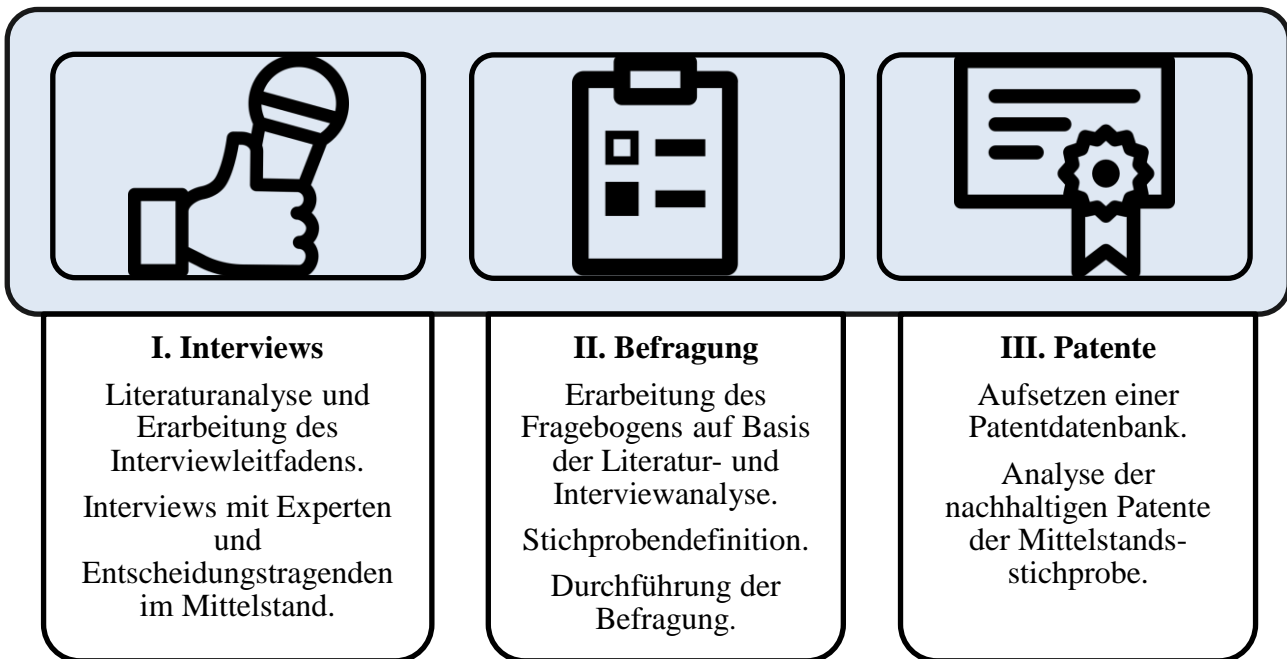 I. Interviews
Literaturanalyse und
Erarbeitung des
Interviewleitfadens.
Interviews mit Experten
und
Entscheidungstragenden
im Mittelstand.
II. Befragung
Erarbeitung des
Fragebogens auf Basis
der Literatur- und
Interviewanalyse.
Stichprobendefinition.
Durchführung der
Befragung.
III. Patente
Aufsetzen einer
Patentdatenbank.
Analyse der
nachhaltigen Patente
der Mittelstands-
stichprobe.